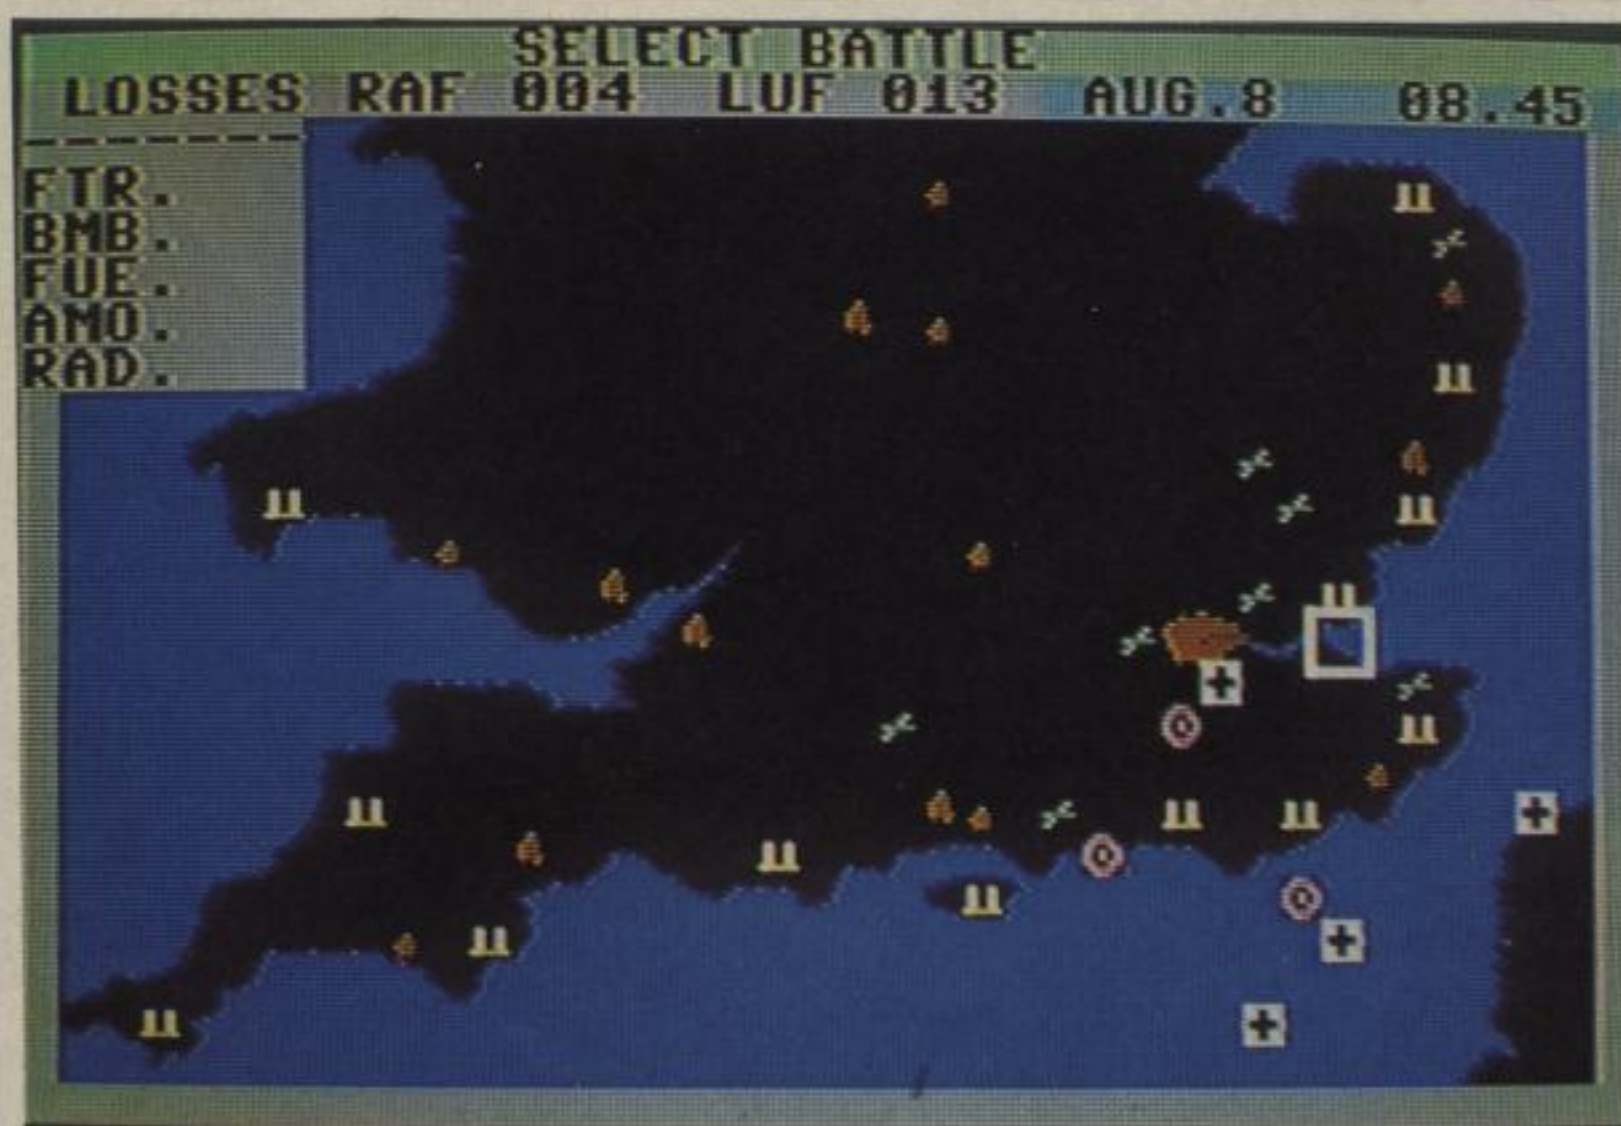 SELECT BATTLE
LOSSES RAF 004 LUF 013 AUG.8 08.45
FTR.
BMB.
FUE.
AMO.
RAD.